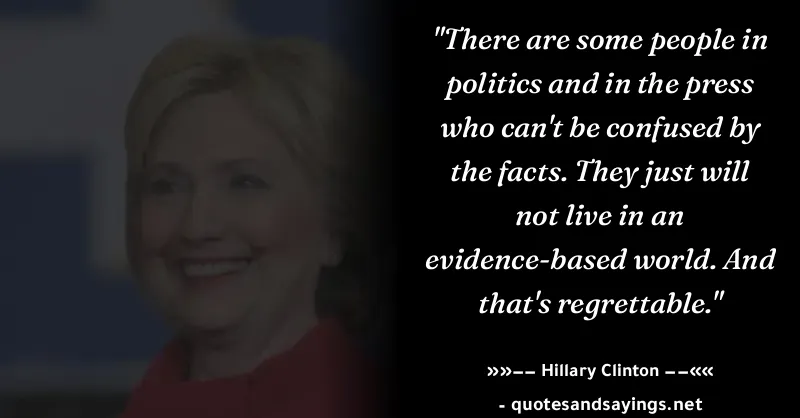 "There are some people in
politics and in the press
who can't be confused by
the facts. They just will
not live in an
evidence-based world. And
that's regrettable."
»»−− Hillary Clinton −−««
- quotesandsayings.net